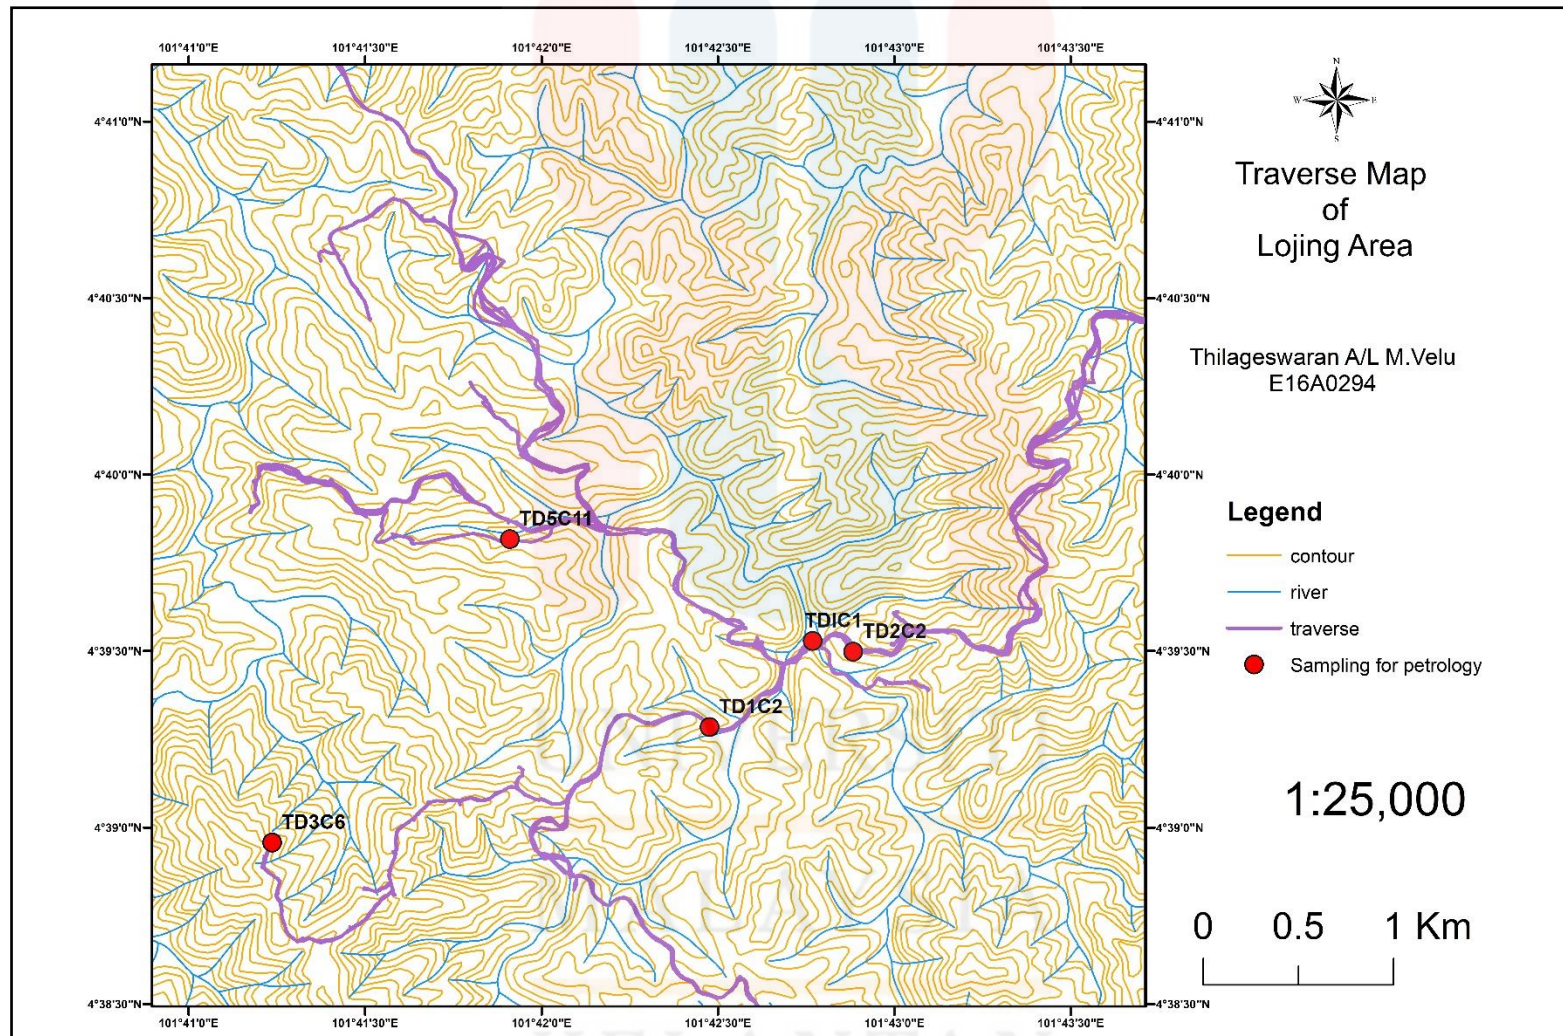 101°41'0"E 101°41'30"E 101°42'0"E 101°42'30"E 101°43'0"E 101°43'30"E
4°41'0"N 4°41'0"N
4°40'30"N 4°40'30"N
4°40'0"N 4°40'0"N
4°39'30"N 4°39'30"N
4°39'0"N 4°39'0"N
4°38'30"N 4°38'30"N
101°41'0"E 101°41'30"E 101°42'0"E 101°42'30"E 101°43'0"E 101°43'30"E
TD5C11
TDIC1
TD2C2
TD1C2
TD3C6
UNIVERSITI
MALAYSIA
KELANTAN
N
W E
S
Traverse Map
of
Lojing Area
Thilageswaran A/L M.Velu
E16A0294
Legend
contour
river
traverse
Sampling for petrology
1:25,000
0 0.5 1 Km